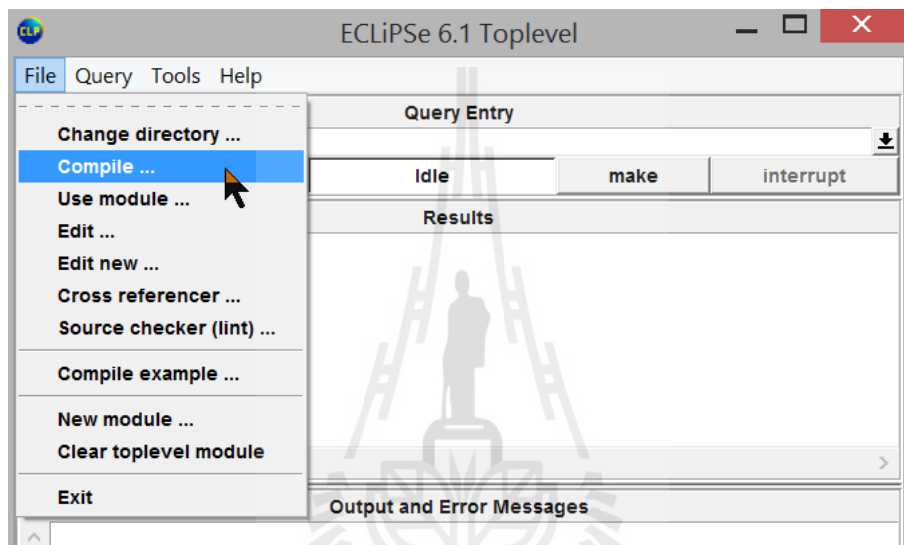 CLP
ECLiPSe 6.1 Toplevel
File Query Tools Help
Query Entry
Change directory ...
Compile ...
Idle make interrupt
Use module ...
Results
Edit ...
Edit new ...
Cross referencer ...
Source checker (lint) ...
Compile example ...
New module ...
Clear toplevel module
Exit
Output and Error Messages